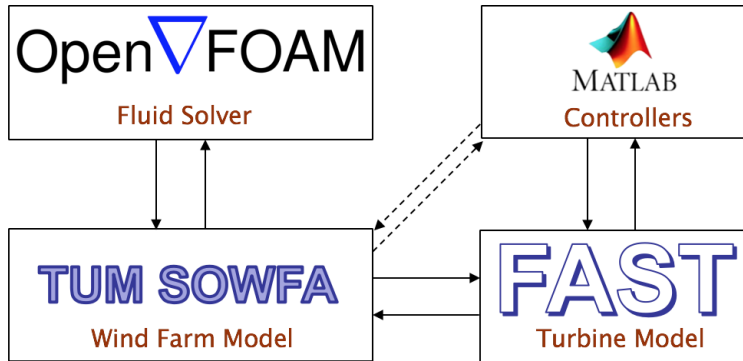 Open∇FOAM
Fluid Solver
MATLAB
Controllers
TUM SOWFA
Wind Farm Model
FAST
Turbine Model